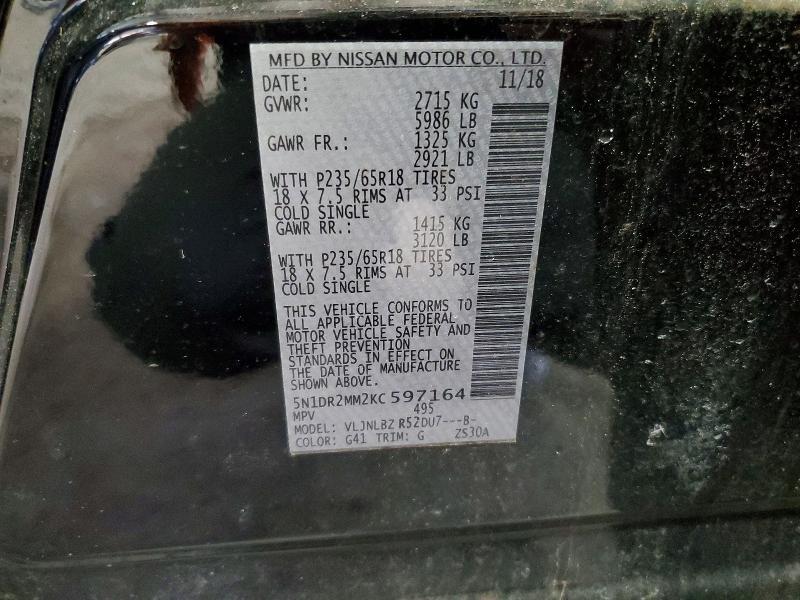 MFD BY NISSAN MOTOR CO., LTD.
DATE: 11/18
GVWR: 2715 KG
5986 LB
GAWR FR.: 1325 KG
2921 LB
WITH P235/65R18 TIRES
18 X 7.5 RIMS AT 33 PSI
COLD SINGLE
GAWR RR.: 1415 KG
3120 LB
WITH P235/65R18 TIRES
18 X 7.5 RIMS AT 33 PSI
COLD SINGLE
THIS VEHICLE CONFORMS TO
ALL APPLICABLE FEDERAL
MOTOR VEHICLE SAFETY AND
THEFT PREVENTION
STANDARDS IN EFFECT ON
THE DATE OF MANUFACTURE
SHOWN ABOVE.
5N1DR2MM2KC597164
MPV 495
MODEL: VLJNLBZ R52DU7---B-
COLOR: G41 TRIM: G ZS30A